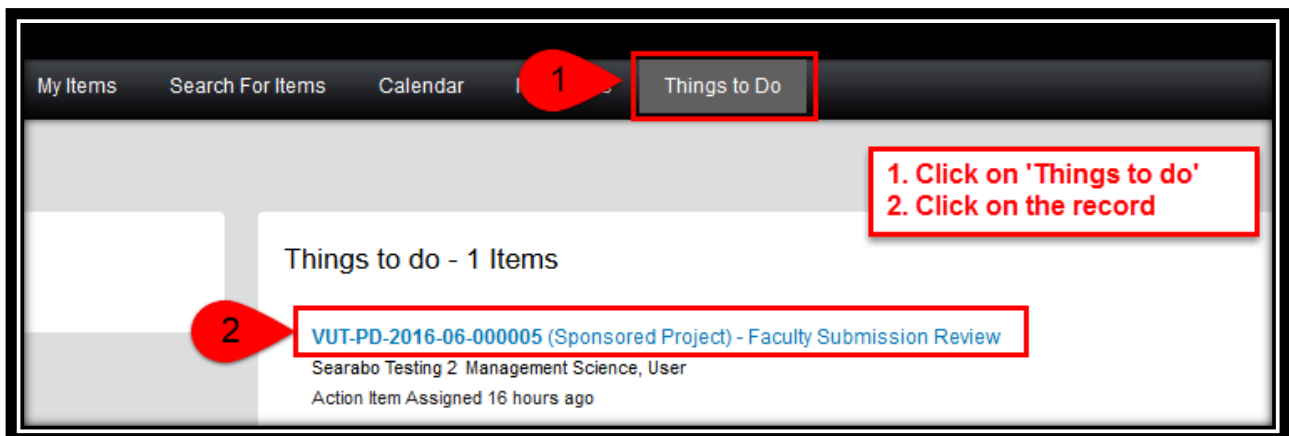 My Items Search For Items Calendar 1 Things to Do
1. Click on 'Things to do'
2. Click on the record
Things to do - 1 Items
2 VUT-PD-2016-06-000005 (Sponsored Project) - Faculty Submission Review
Searabo Testing 2 Management Science, User
Action Item Assigned 16 hours ago